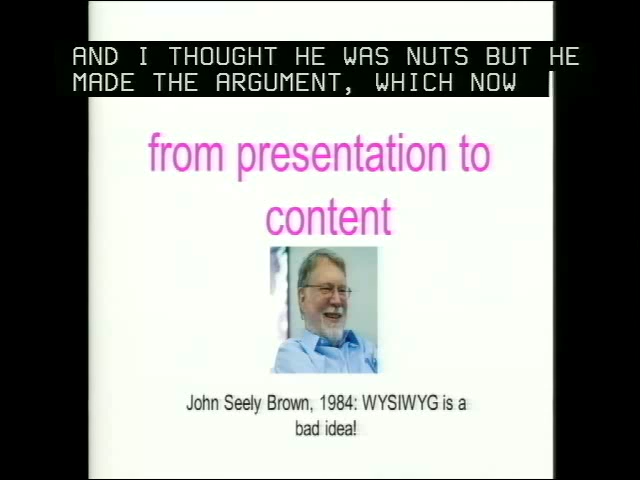 AND I THOUGHT HE WAS NUTS BUT HE
MADE THE ARGUMENT, WHICH NOW
from presentation to
content
John Seely Brown, 1984: WYSIWYG is a
bad idea!